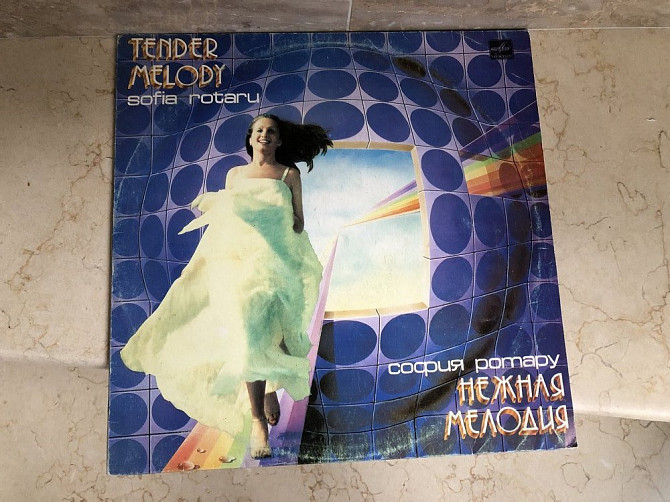 TENDER
MELODY
sofia rotaru
софия ротару
НЕЖНАЯ
МЕЛОДИЯ